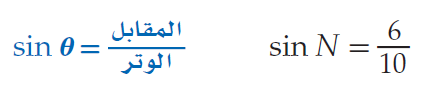 sin θ = المقابل / الوتر    sin N = 6/10